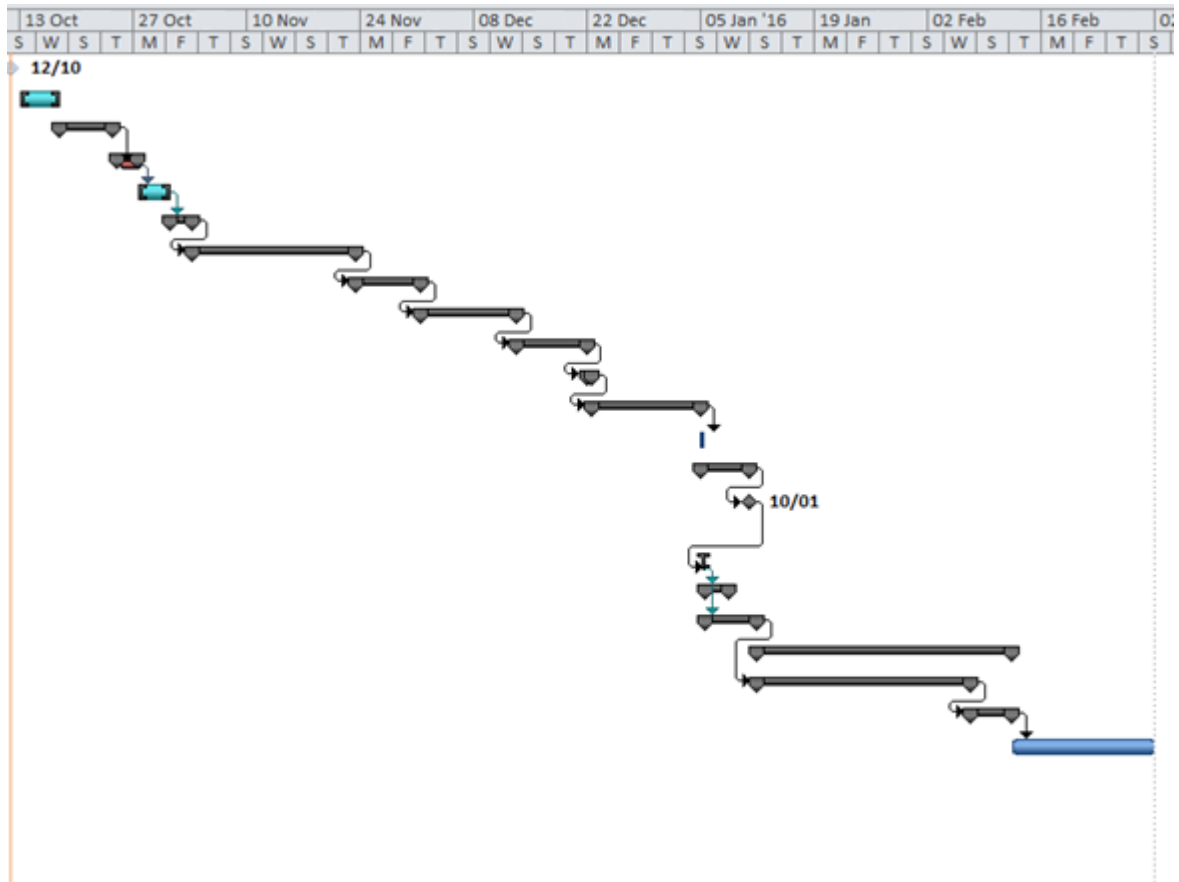 13 Oct 27 Oct 10 Nov 24 Nov 08 Dec 22 Dec 05 Jan '16 19 Jan 02 Feb 16 Feb 02
S W S T M F T S W S T M F T S W S T M F T S W S T M F T S W S T M F T S
12/10
10/01